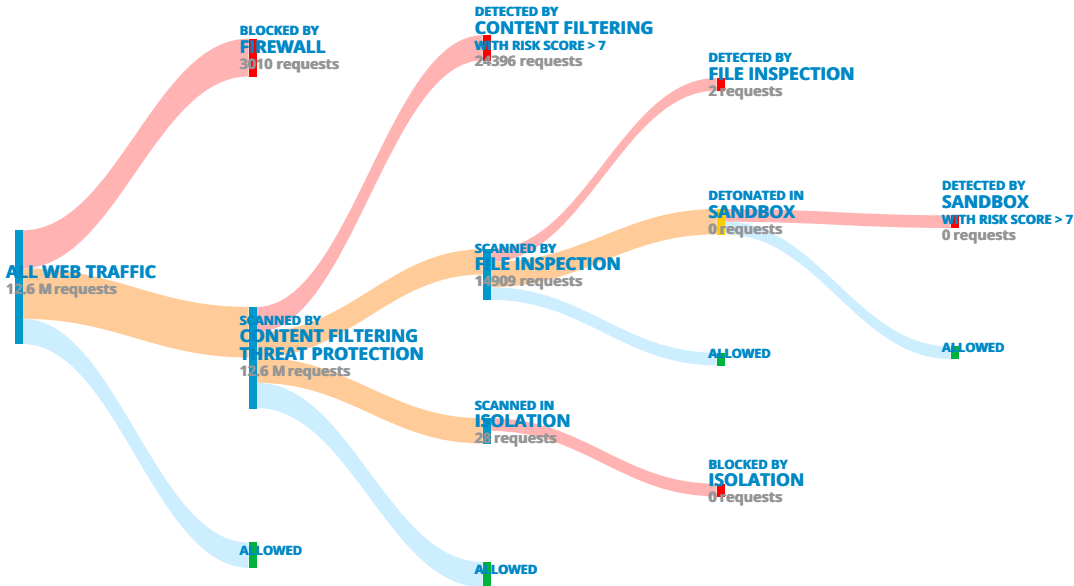 BLOCKED BY
FIREWALL
3010 requests
DETECTED BY
CONTENT FILTERING
WITH RISK SCORE > 7
24396 requests
DETECTED BY
FILE INSPECTION
2 requests
DETONATED IN
SANDBOX
0 requests
DETECTED BY
SANDBOX
WITH RISK SCORE > 7
0 requests
ALL WEB TRAFFIC
12.6 M requests
SCANNED BY
FILE INSPECTION
14909 requests
SCANNED BY
CONTENT FILTERING
THREAT PROTECTION
12.6 M requests
ALLOWED
ALLOWED
SCANNED IN
ISOLATION
28 requests
BLOCKED BY
ISOLATION
0 requests
ALLOWED
ALLOWED